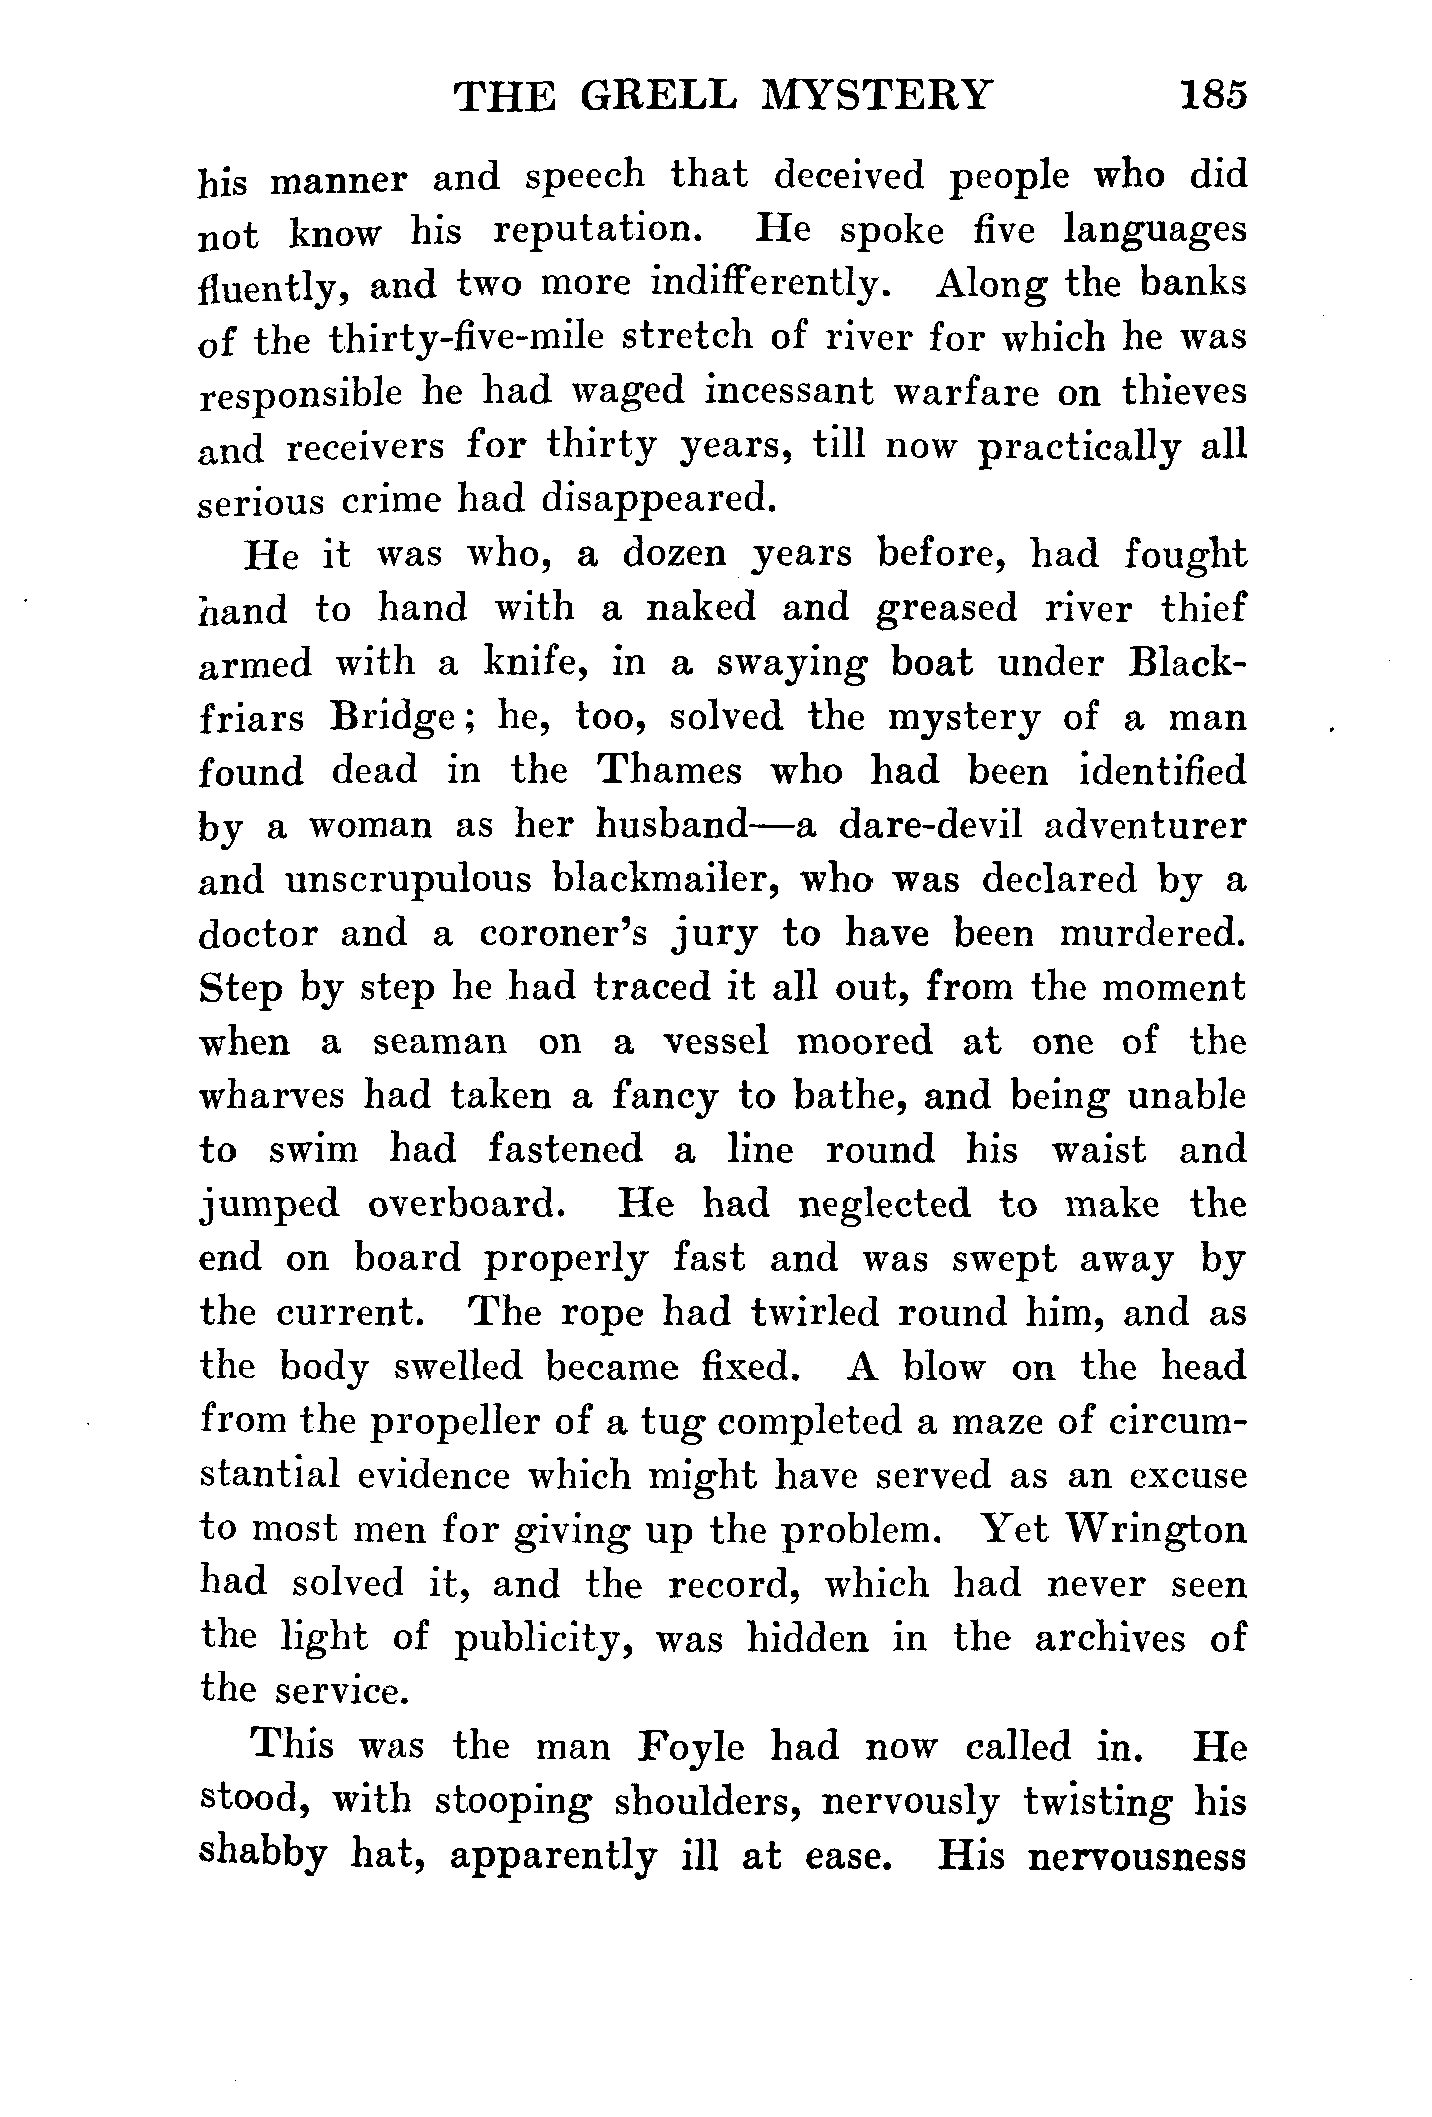 THE GRELL MYSTERY 185
his manner and speech that deceived people who did
not know his reputation. He spoke five languages
fluently, and two more indifferently. Along the banks
of the thirty-five-mile stretch of river for which he was
responsible he had waged incessant warfare on thieves
and receivers for thirty years, till now practically all
serious crime had disappeared.
He it was who, a dozen years before, had fought
hand to hand with a naked and greased river thief
armed with a knife, in a swaying boat under Black-
friars Bridge; he, too, solved the mystery of a man
found dead in the Thames who had been identified
by a woman as her husband—a dare-devil adventurer
and unscrupulous blackmailer, who was declared by a
doctor and a coroner's jury to have been murdered.
Step by step he had traced it all out, from the moment
when a seaman on a vessel moored at one of the
wharves had taken a fancy to bathe, and being unable
to swim had fastened a line round his waist and
jumped overboard. He had neglected to make the
end on board properly fast and was swept away by
the current. The rope had twirled round him, and as
the body swelled became fixed. A blow on the head
from the propeller of a tug completed a maze of circum-
stantial evidence which might have served as an excuse
to most men for giving up the problem. Yet Wrington
had solved it, and the record, which had never seen
the light of publicity, was hidden in the archives of
the service.
This was the man Foyle had now called in. He
stood, with stooping shoulders, nervously twisting his
shabby hat, apparently ill at ease. His nervousness